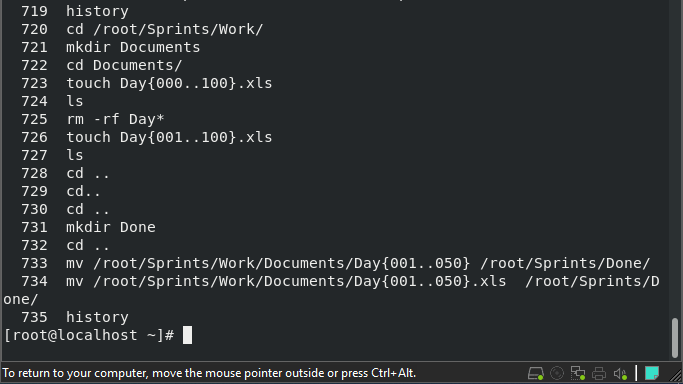 719 history
720 cd /root/Sprints/Work/
721 mkdir Documents
722 cd Documents/
723 touch Day{000..100}.xls
724 ls
725 rm -rf Day*
726 touch Day{001..100}.xls
727 ls
728 cd ..
729 cd..
730 cd ..
731 mkdir Done
732 cd ..
733 mv /root/Sprints/Work/Documents/Day{001..050} /root/Sprints/Done/
734 mv /root/Sprints/Work/Documents/Day{001..050}.xls  /root/Sprints/D
one/
735 history
[root@localhost ~]#
To return to your computer, move the mouse pointer outside or press Ctrl+Alt.